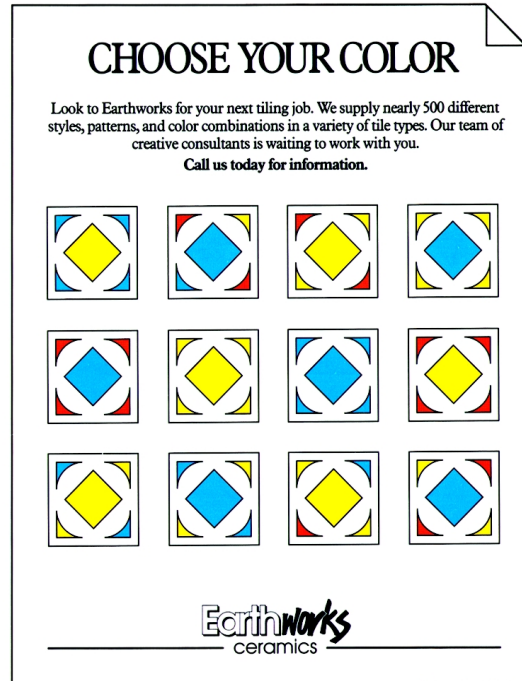 CHOOSE YOUR COLOR
Look to Earthworks for your next tiling job. We supply nearly 500 different
styles, patterns, and color combinations in a variety of tile types. Our team of
creative consultants is waiting to work with you.
Call us today for information.
Earthworks
ceramics